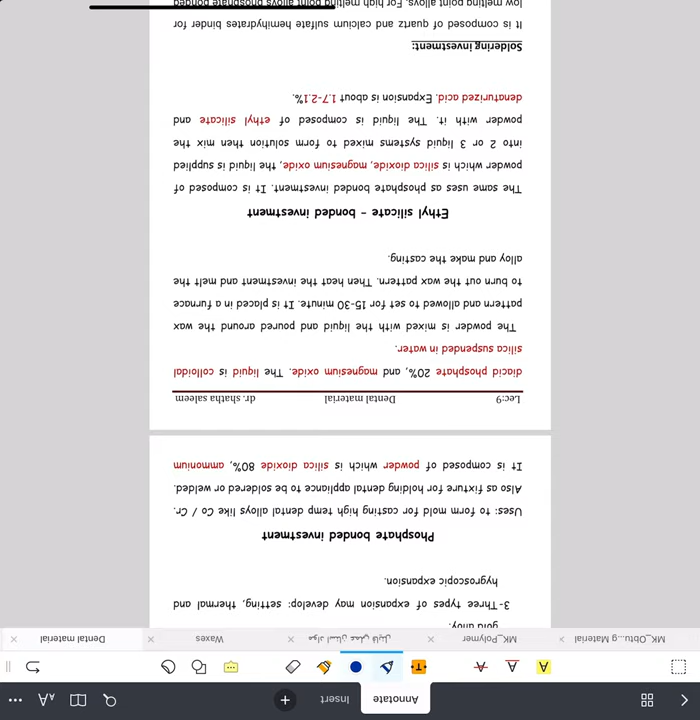 Annotate Insert
MK_Obtu...g Material
MK_Polymer
مواد اسنان عملي
Waxes
Dental material
gold alloy.
3-Three types of expansion may develop: setting, thermal and
hygroscopic expansion.
Phosphate bonded investment
Uses: to form mold for casting high temp dental alloys like Co / Cr.
Also as fixture for holding dental appliance to be soldered or welded.
It is composed of powder which is silica dioxide 80%, ammonium
Lec:9 Dental material dr. shatha saleem
diacid phosphate 20%, and magnesium oxide. The liquid is colloidal
silica suspended in water.
The powder is mixed with the liquid and poured around the wax
pattern and allowed to set for 15-30 minute. It is placed in a furnace
to burn out the wax pattern. Then heat the investment and melt the
alloy and make the casting.
Ethyl silicate - bonded investment
The same uses as phosphate bonded investment. It is composed of
powder which is silica dioxide, magnesium oxide, the liquid is supplied
into 2 or 3 liquid systems mixed to form solution then mix the
powder with it. The liquid is composed of ethyl silicate and
denaturized acid. Expansion is about 1.7-2.1%.
Soldering investment:
It is composed of quartz and calcium sulfate hemihydrates binder for
low melting point alloys. For high melting point alloys phosphate bonded